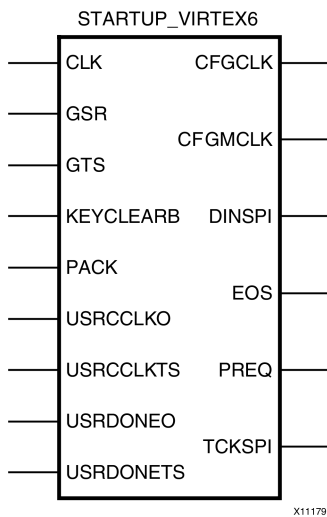 STARTUP_VIRTEX6
CLK CFGCLK
GSR
CFGMCLK
GTS
KEYCLEARB DINSPI
PACK
EOS
USRCCLKO
USRCCLKTS PREQ
USRDONEO
TCKSPI
USRDONETS
X11179